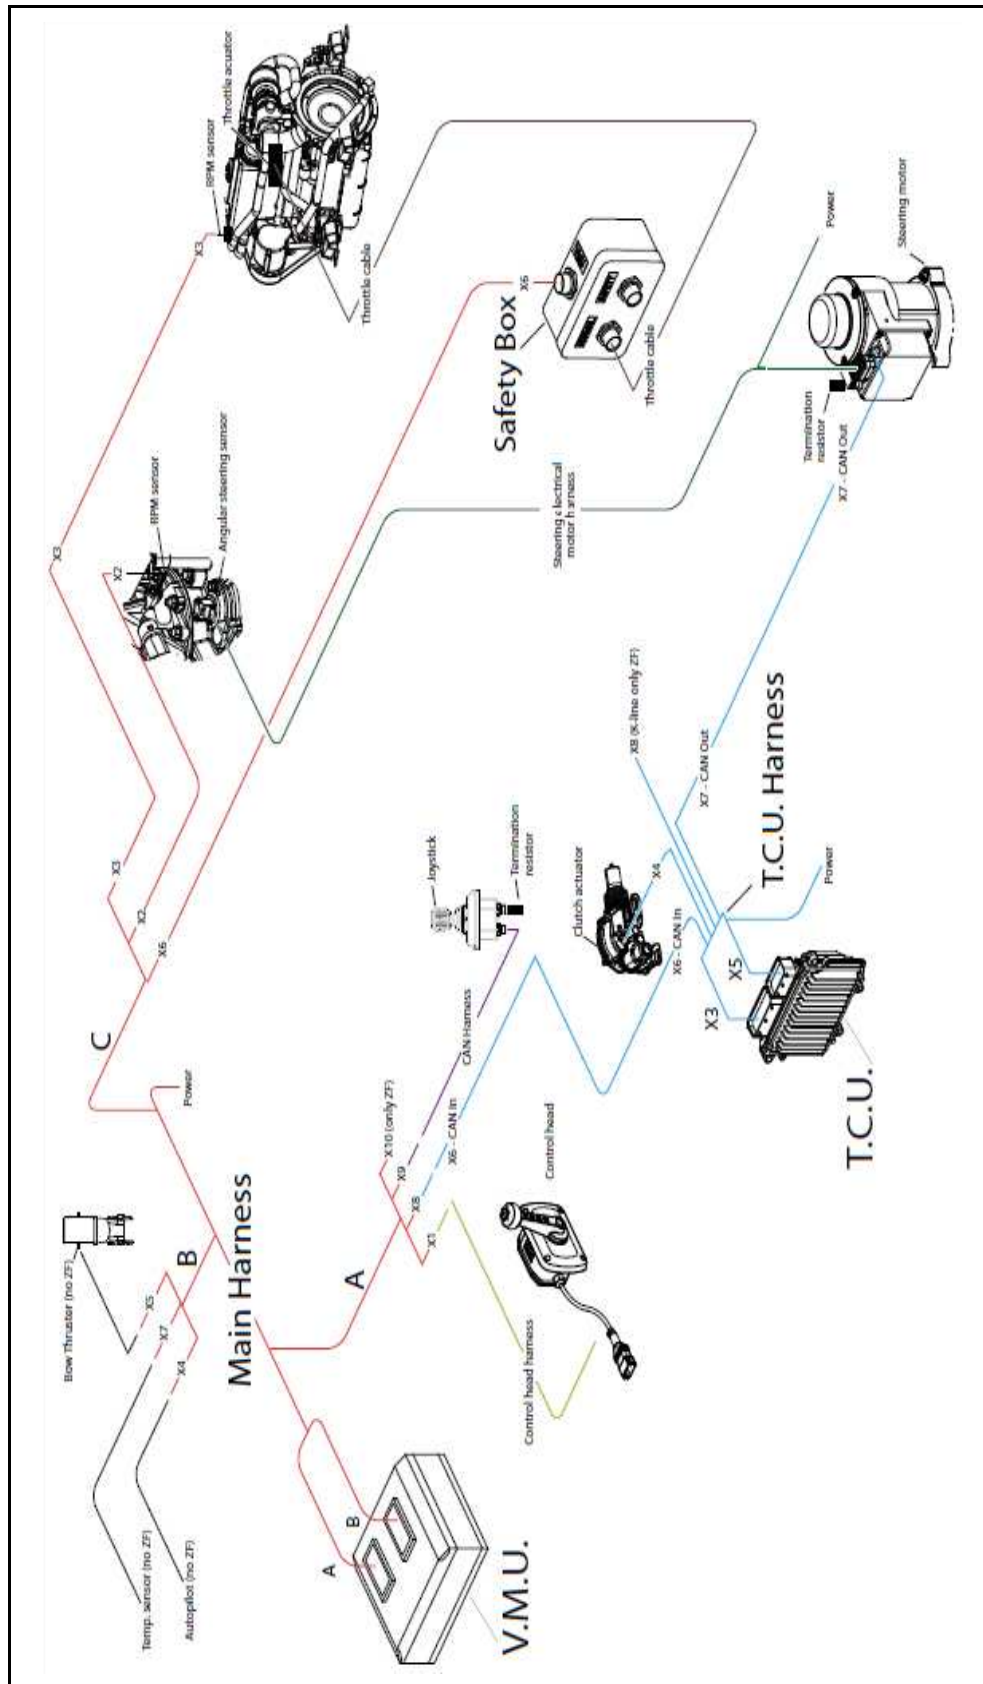 X3
Bow Thruster (no ZF)
C
X3
X2
X2
Temp. sensor (no ZF)
X5
RPM sensor
X6
X7
X4
B
Power
Autopilot (no ZF)
X3
RPM sensor
Angular steering sensor
Throttle acuator
Main Harness
A
B
A
Throttle cable
X10 (only ZF)
X9
X8
X1
Joystick
X6 - CAN In
CAN Harness
Safety Box
V.M.U.
Termination
resistor
X6
Control head harness
Control head
Steering electrical
motor harness
Clutch actuator
X8 (K-line only ZF)
Throttle cable
X4
X6 - CAN In
X7 - CAN Out
X3
X5
T.C.U. Harness
Termination
resistor
Power
Power
X7 - CAN Out
T.C.U.
Steering motor